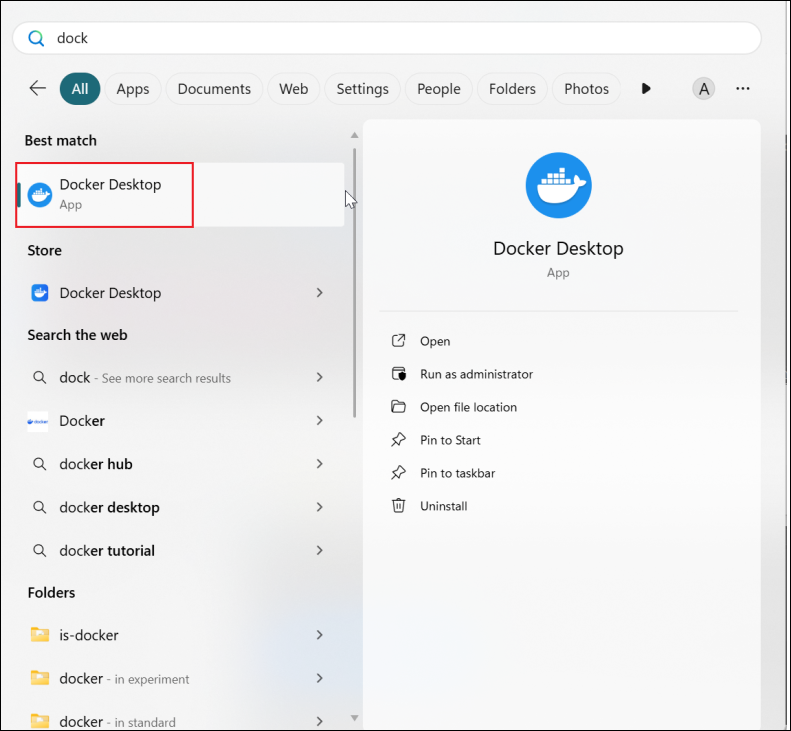 dock
All Apps Documents Web Settings People Folders Photos A
Best match
Docker Desktop
App
Store
Docker Desktop
Search the web
dock - See more search results
Docker
docker hub
docker desktop
docker tutorial
Folders
is-docker
docker - in experiment
docker - in standard
Docker Desktop
App
Open
Run as administrator
Open file location
Pin to Start
Pin to taskbar
Uninstall